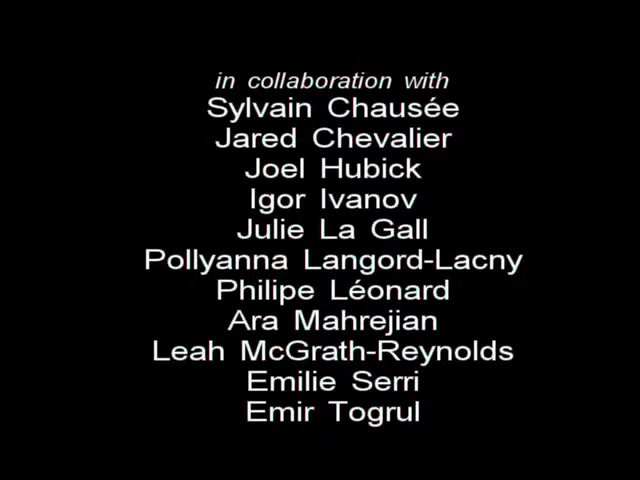 in collaboration with
Sylvain Chausée
Jared Chevalier
Joel Hubick
Igor Ivanov
Julie La Gall
Pollyanna Langord-Lacny
Philipe Léonard
Ara Mahrejian
Leah McGrath-Reynolds
Emilie Serri
Emir Togrul